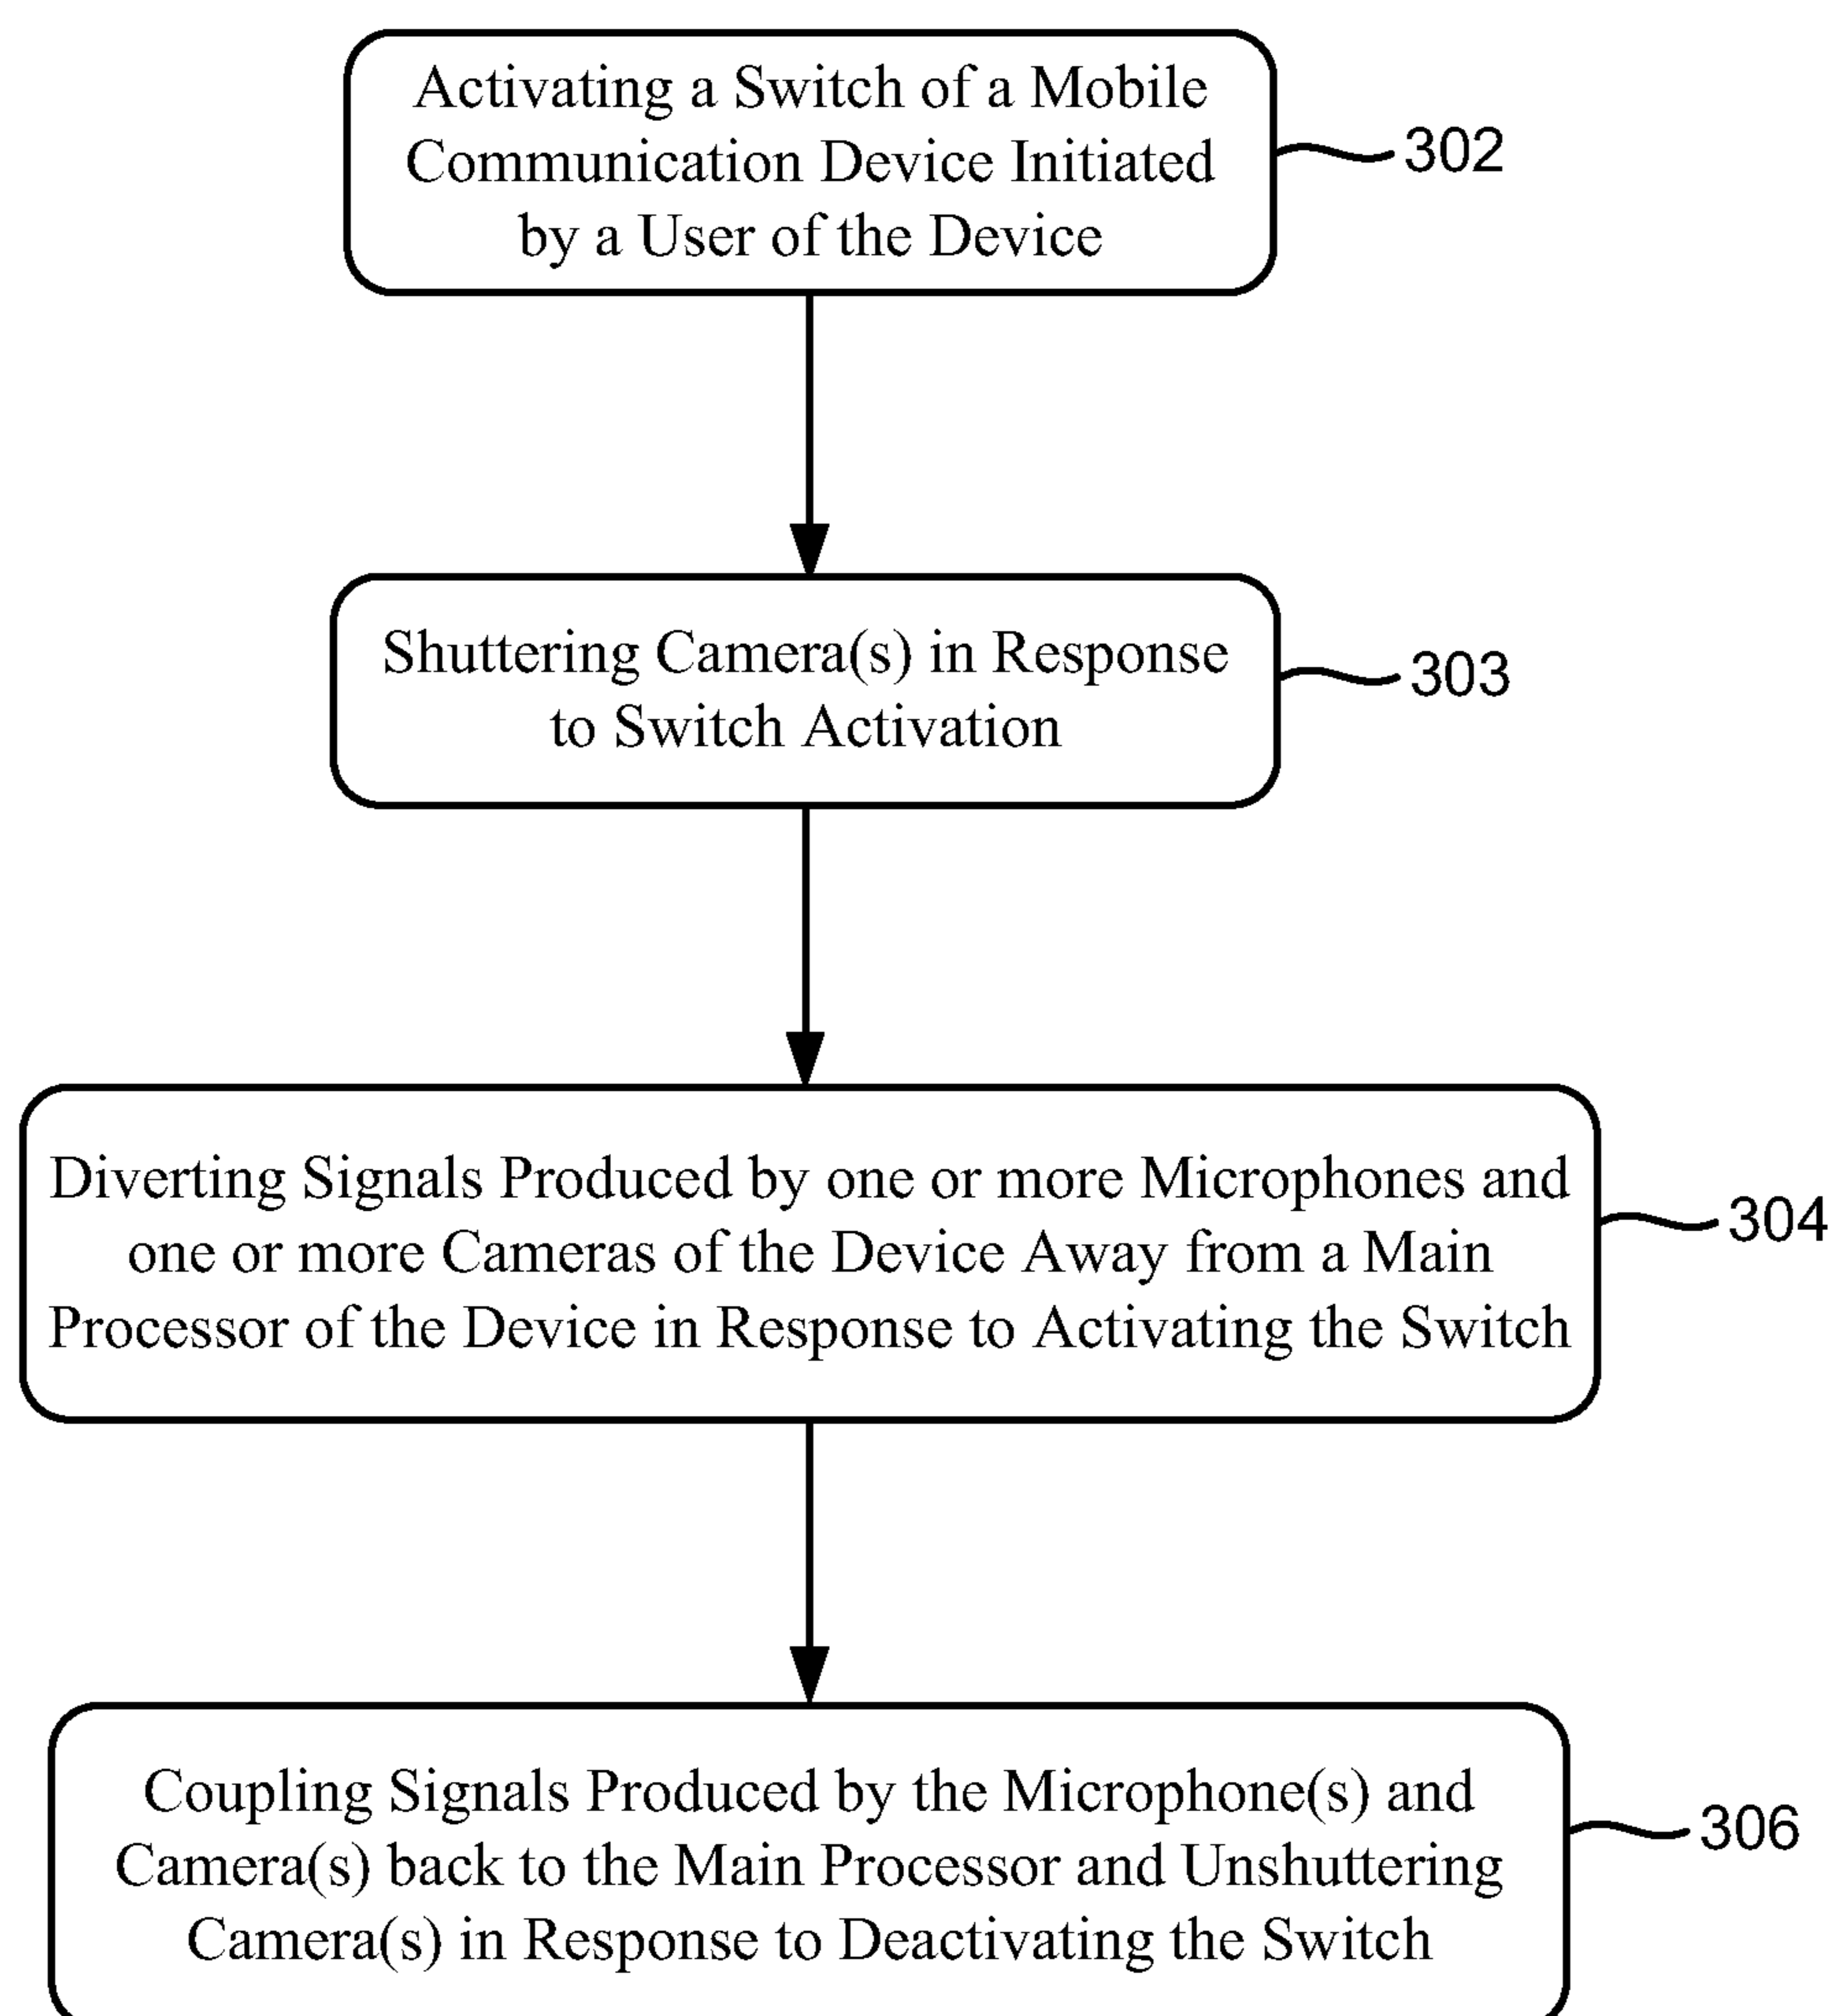 Activating a Switch of a Mobile
Communication Device Initiated
by a User of the Device
302
Shuttering Camera(s) in Response
to Switch Activation
303
Diverting Signals Produced by one or more Microphones and
one or more Cameras of the Device Away from a Main
Processor of the Device in Response to Activating the Switch
304
Coupling Signals Produced by the Microphone(s) and
Camera(s) back to the Main Processor and Unshuttering
Camera(s) in Response to Deactivating the Switch
306